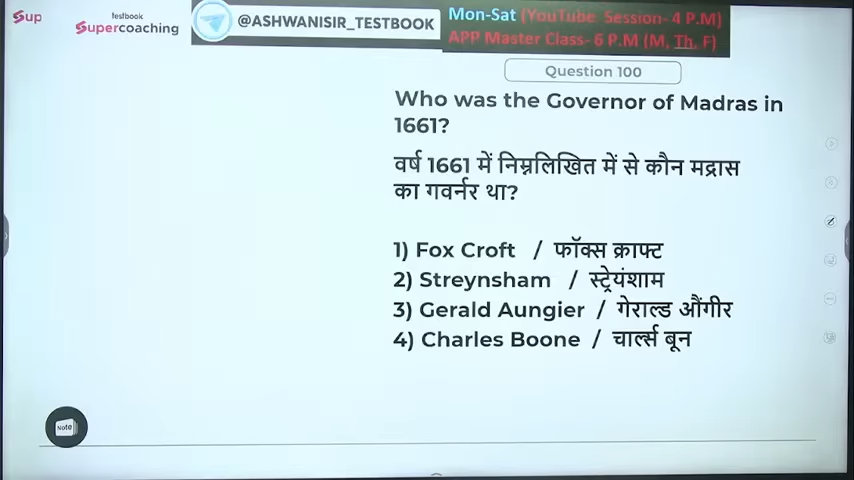 Sup
testbook
Supercoaching
@ASHWANISIR_TESTBOOK
Mon-Sat (YouTube Session- 4 P.M)
APP Master Class- 6 P.M (M, Th, F)
Question 100
Who was the Governor of Madras in
1661?
वर्ष 1661 में निम्नलिखित में से कौन मद्रास
का गवर्नर था?
1) Fox Croft / फॉक्स क्राफ्ट
2) Streynsham / स्ट्रेयंशाम
3) Gerald Aungier / गेराल्ड औंगीर
4) Charles Boone / चार्ल्स बून
Note